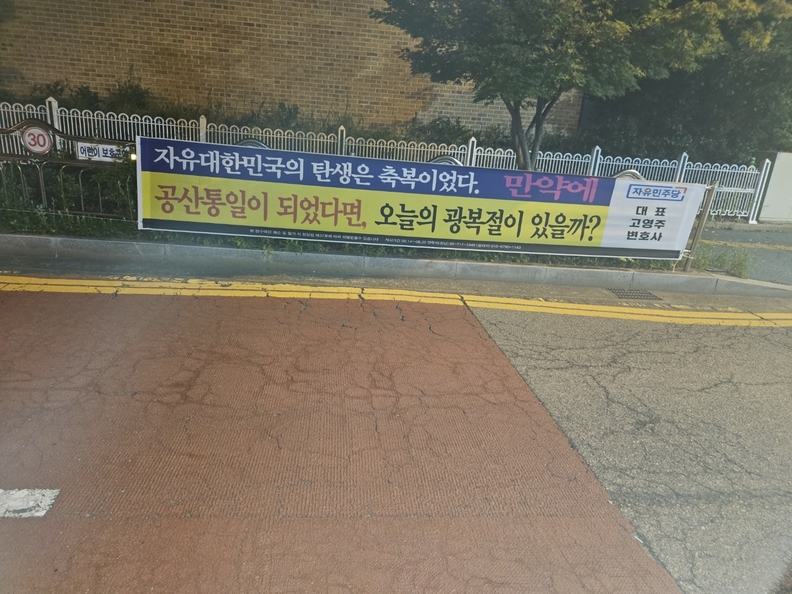 30
어린이 보호
자유대한민국의 탄생은 축복이었다. 만약에
공산통일이 되었다면, 오늘의 광복절이 있을까?
자유민주당
대 표
고영주
변호사